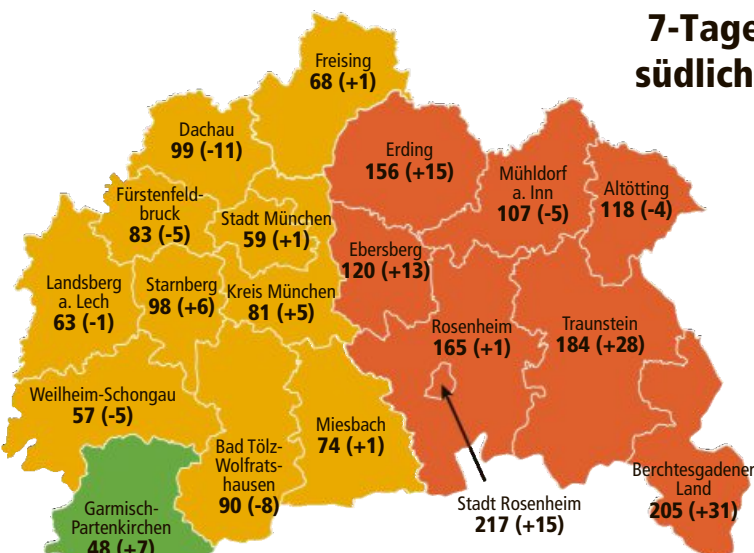 7-Tage
südlich
Freising
68 (+1)
Dachau
99 (-11)
Erding
156 (+15)
Mühldorf
a. Inn
107 (-5)
Altötting
118 (-4)
Fürstenfeld-
bruck
83 (-5)
Stadt München
59 (+1)
Ebersberg
120 (+13)
Landsberg
a. Lech
63 (-1)
Starnberg
98 (+6)
Kreis München
81 (+5)
Rosenheim
165 (+1)
Traunstein
184 (+28)
Weilheim-Schongau
57 (-5)
Miesbach
74 (+1)
Bad Tölz-
Wolfrats-
hausen
90 (-8)
Berchtesgadener
Land
205 (+31)
Stadt Rosenheim
217 (+15)
Garmisch-
Partenkirchen
48 (+7)